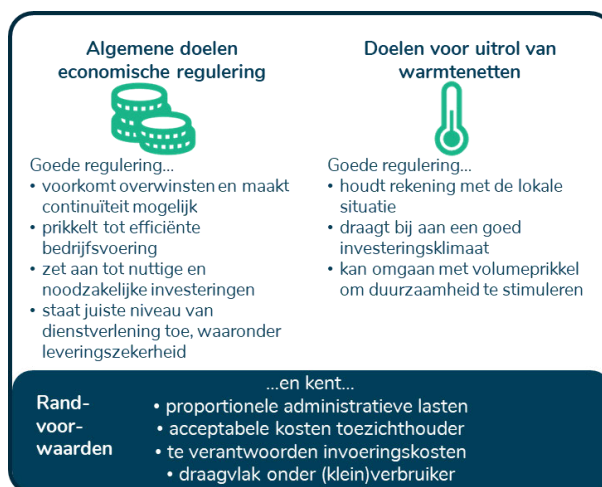 Algemene doelen
economische regulering
Goede regulering...
• voorkomt overwinsten en maakt
continuïteit mogelijk
• prikkelt tot efficiënte
bedrijfsvoering
• zet aan tot nuttige en
noodzakelijke investeringen
• staat juiste niveau van
dienstverlening toe, waaronder
leveringszekerheid
Doelen voor uitrol van
warmtenetten
Goede regulering...
• houdt rekening met de lokale
situatie
• draagt bij aan een goed
investeringsklimaat
• kan omgaan met volumeprikkel
om duurzaamheid te stimuleren
Rand-
voor-
waarden
...en kent...
• proportionele administratieve lasten
• acceptabele kosten toezichthouder
• te verantwoorden invoeringskosten
• draagvlak onder (klein)verbruiker